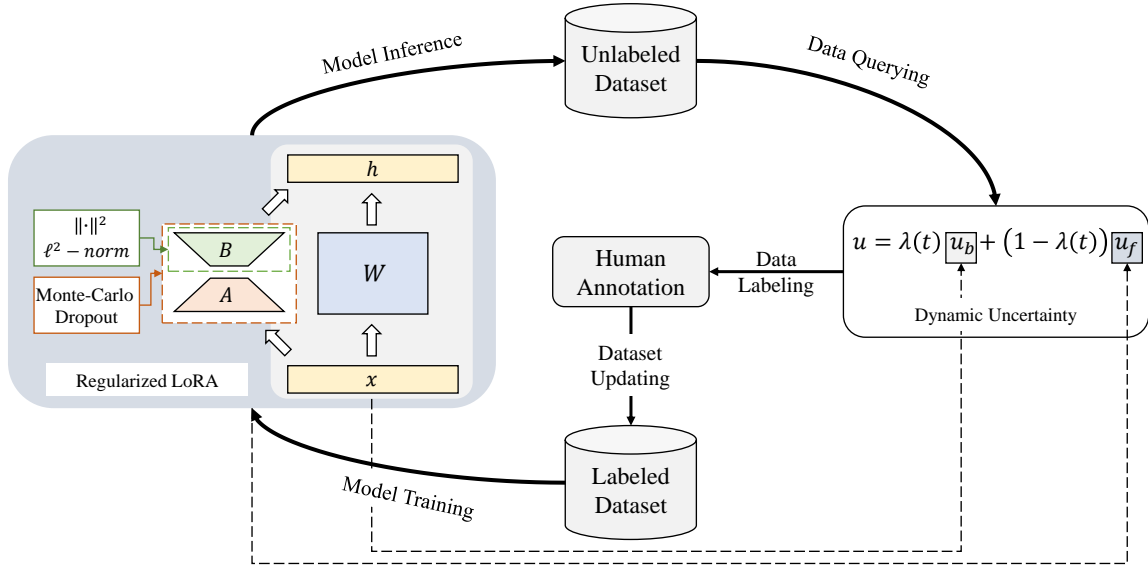 Model Inference
Unlabeled
Dataset
Data Querying
h
‖·‖²
ℓ² − norm
B
W
Monte-Carlo
Dropout
A
Regularized LoRA
x
Human
Annotation
Data
Labeling
u = λ(t) u_b + (1 − λ(t)) u_f
Dynamic Uncertainty
Dataset
Updating
Labeled
Dataset
Model Training